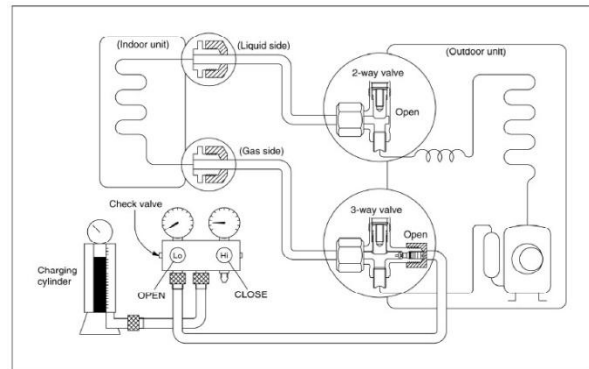 (Indoor unit)
(Liquid side)
(Outdoor unit)
2-way valve
Open
(Gas side)
3-way valve
Open
Check valve
Lo
Hi
Charging
cylinder
OPEN
CLOSE